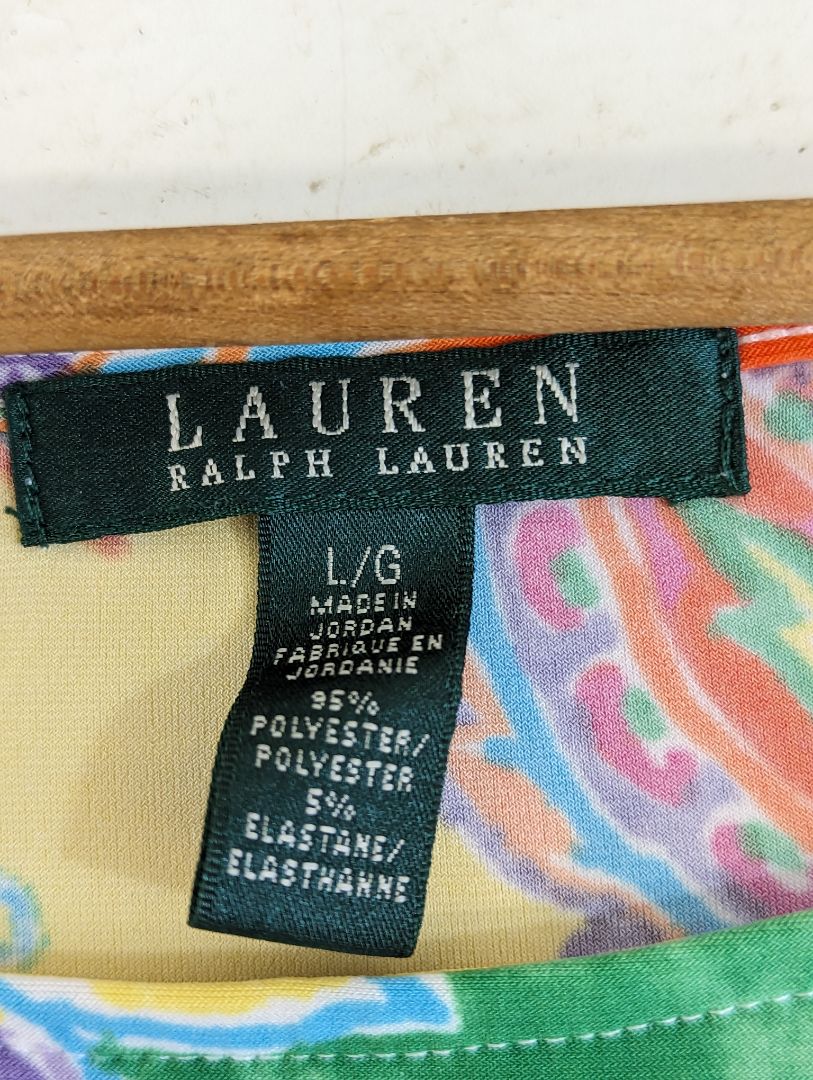 LAUREN
RALPH LAUREN
L/G
MADE IN
JORDAN
FABRIQUE EN
JORDANIE
95%
POLYESTER/
POLYESTER
5%
ELASTANE/
ELASTHANNE